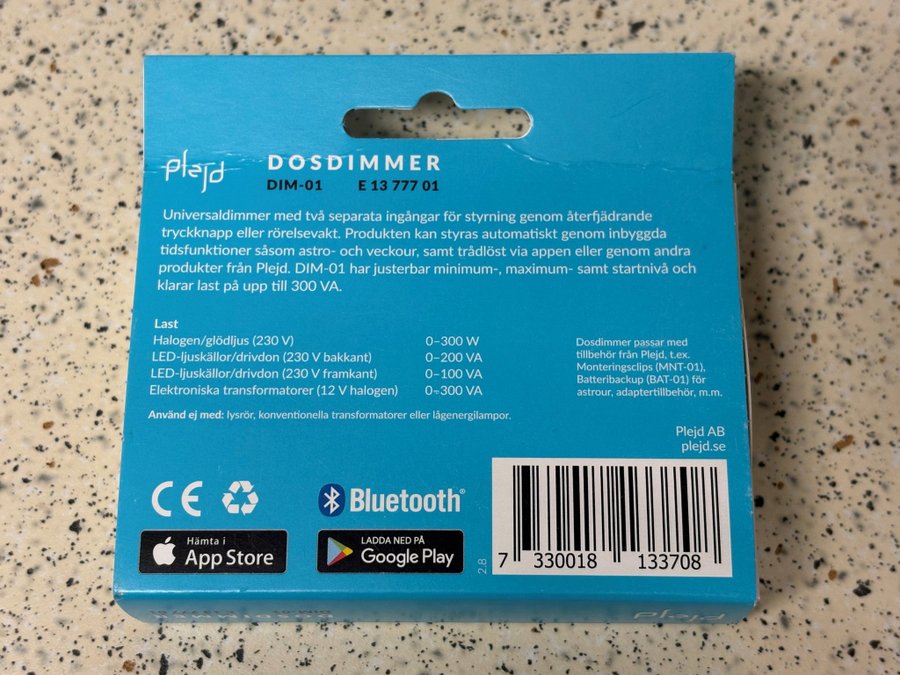 plejd
DOSDIMMER
DIM-01 E 13 777 01
Universaldimmer med två separata ingångar för styrning genom återfjädrande
tryckknapp eller rörelsevakt. Produkten kan styras automatiskt genom inbyggda
tidsfunktioner såsom astro- och veckour, samt trådlöst via appen eller genom andra
produkter från Plejd. DIM-01 har justerbar minimum-, maximum- samt startnivå och
klarar last på upp till 300 VA.
Last
Halogen/glödljus (230 V) 0–300 W
LED-ljuskällor/drivdon (230 V bakkant) 0–200 VA
LED-ljuskällor/drivdon (230 V framkant) 0–100 VA
Elektroniska transformatorer (12 V halogen) 0–300 VA
Använd ej med: lysrör, konventionella transformatorer eller lågenergilampor.
Dosdimmer passar med
tillbehör från Plejd, t.ex.
Monteringsclips (MNT-01),
Batteribackup (BAT-01) för
astrour, adaptertillbehör, m.m.
Plejd AB
plejd.se
CE
Bluetooth®
Hämta i
App Store
LADDA NED PÅ
Google Play
2.8
7 330018 133708
DOSDIMMER
plejd